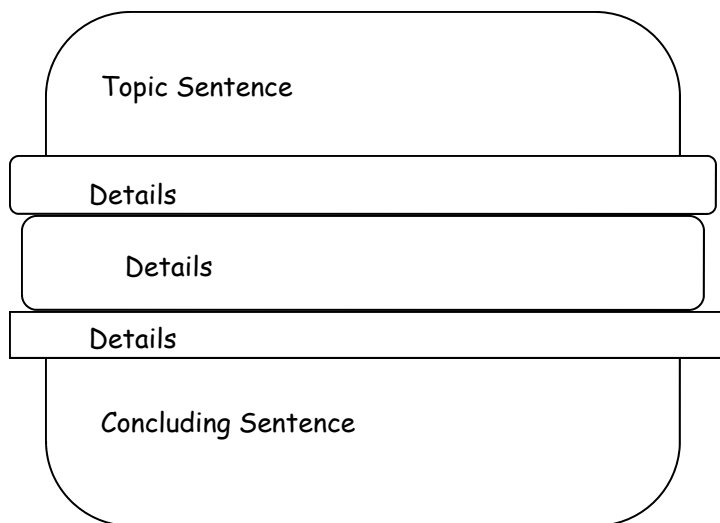 Topic Sentence
Details
Details
Details
Concluding Sentence